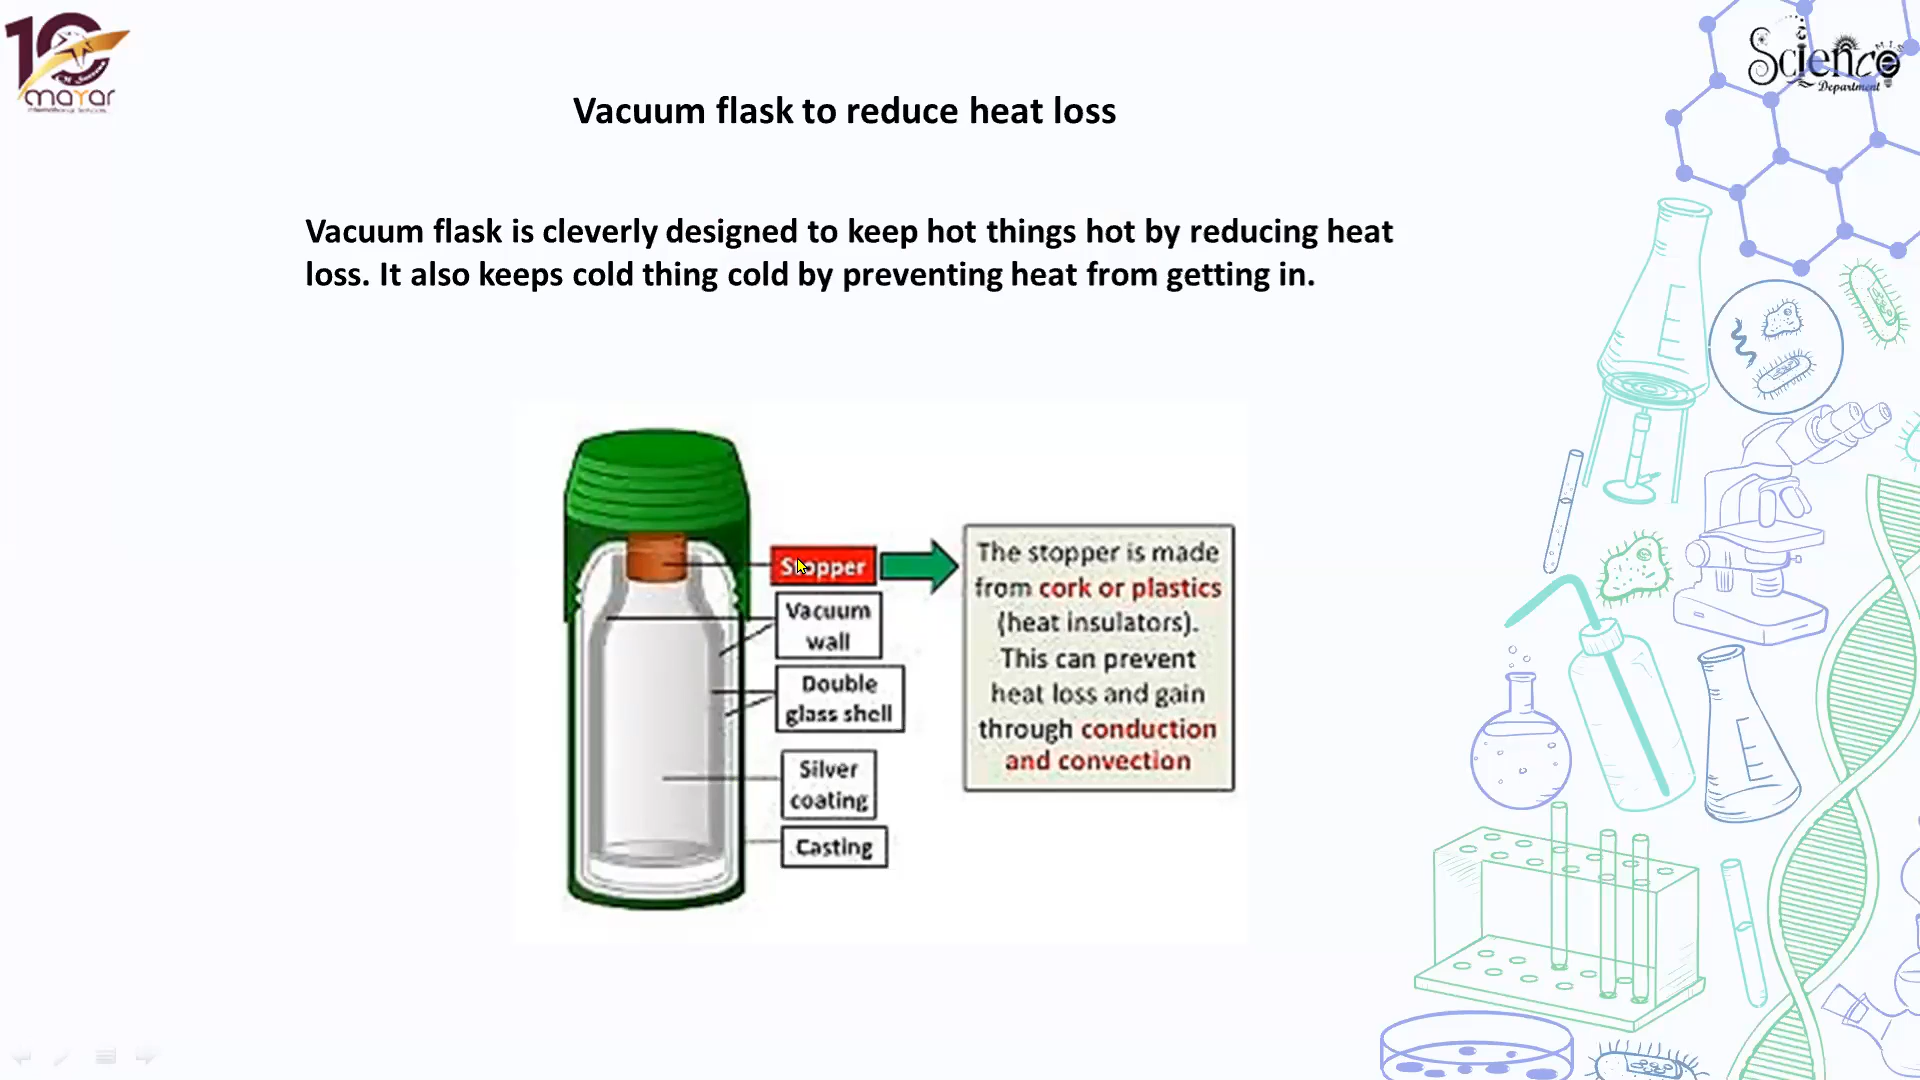 10
mayar
Science
Department
Vacuum flask to reduce heat loss
Vacuum flask is cleverly designed to keep hot things hot by reducing heat
loss. It also keeps cold thing cold by preventing heat from getting in.
Stopper
Vacuum
wall
Double
glass shell
Silver
coating
Casting
The stopper is made
from cork or plastics
(heat insulators).
This can prevent
heat loss and gain
through conduction
and convection